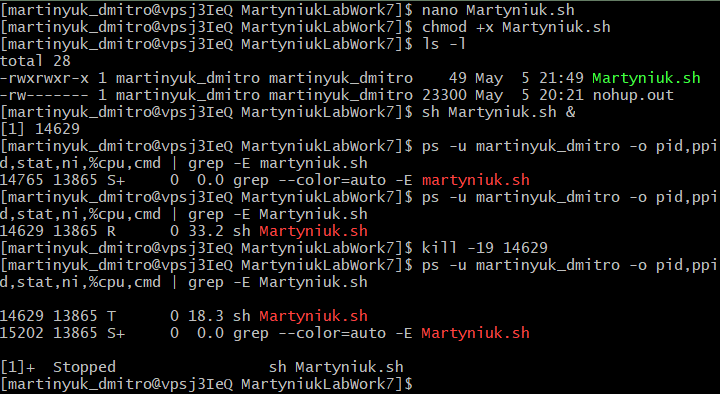 [martinyuk_dmitro@vpsj3IeQ MartyniukLabWork7]$ nano Martyniuk.sh
[martinyuk_dmitro@vpsj3IeQ MartyniukLabWork7]$ chmod +x Martyniuk.sh
[martinyuk_dmitro@vpsj3IeQ MartyniukLabWork7]$ ls -l
total 28
-rwxrwxr-x 1 martinyuk_dmitro martinyuk_dmitro    49 May  5 21:49 Martyniuk.sh
-rw------- 1 martinyuk_dmitro martinyuk_dmitro 23300 May  5 20:21 nohup.out
[martinyuk_dmitro@vpsj3IeQ MartyniukLabWork7]$ sh Martyniuk.sh &
[1] 14629
[martinyuk_dmitro@vpsj3IeQ MartyniukLabWork7]$ ps -u martinyuk_dmitro -o pid,ppi
d,stat,ni,%cpu,cmd | grep -E martyniuk.sh
14765 13865 S+     0  0.0 grep --color=auto -E martyniuk.sh
[martinyuk_dmitro@vpsj3IeQ MartyniukLabWork7]$ ps -u martinyuk_dmitro -o pid,ppi
d,stat,ni,%cpu,cmd | grep -E Martyniuk.sh
14629 13865 R      0 33.2 sh Martyniuk.sh
[martinyuk_dmitro@vpsj3IeQ MartyniukLabWork7]$ kill -19 14629
[martinyuk_dmitro@vpsj3IeQ MartyniukLabWork7]$ ps -u martinyuk_dmitro -o pid,ppi
d,stat,ni,%cpu,cmd | grep -E Martyniuk.sh
14629 13865 T      0 18.3 sh Martyniuk.sh
15202 13865 S+     0  0.0 grep --color=auto -E Martyniuk.sh
[1]+  Stopped                 sh Martyniuk.sh
[martinyuk_dmitro@vpsj3IeQ MartyniukLabWork7]$